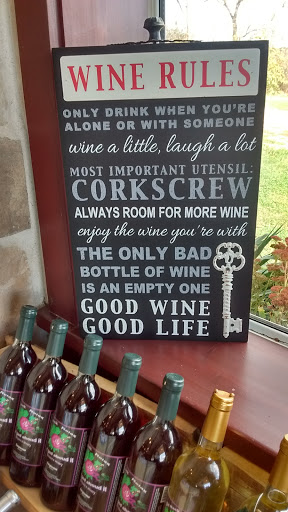 WINE RULES
ONLY DRINK WHEN YOU'RE
ALONE OR WITH SOMEONE
wine a little, laugh a lot
MOST IMPORTANT UTENSIL:
CORKSCREW
ALWAYS ROOM FOR MORE WINE
enjoy the wine you're with
THE ONLY BAD
BOTTLE OF WINE
IS AN EMPTY ONE
GOOD WINE
GOOD LIFE